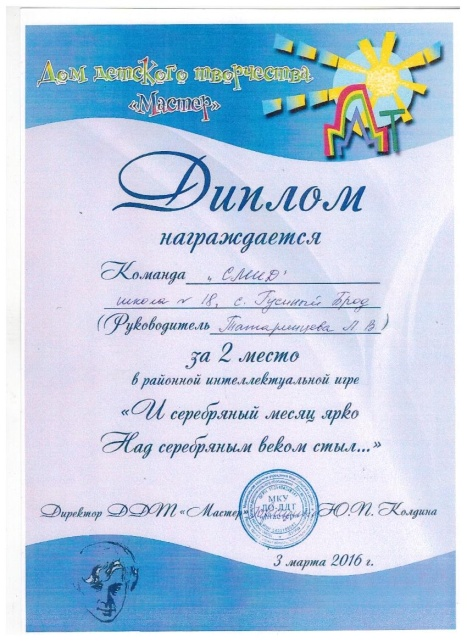 Дом детского творчества
«Мастер»
ДДТ
Диплом
награждается
Команда „СМИД"
школа № 18, с. Гусиный Брод
(Руководитель Татаринцева Л В)
за 2 место
в районной интеллектуальной игре
«И серебряный месяц ярко
Над серебряным веком стыл...»
МКУ
ДО-ДДТ
Директор ДДТ «Мастер» Ю.П. Колдина
3 марта 2016 г.